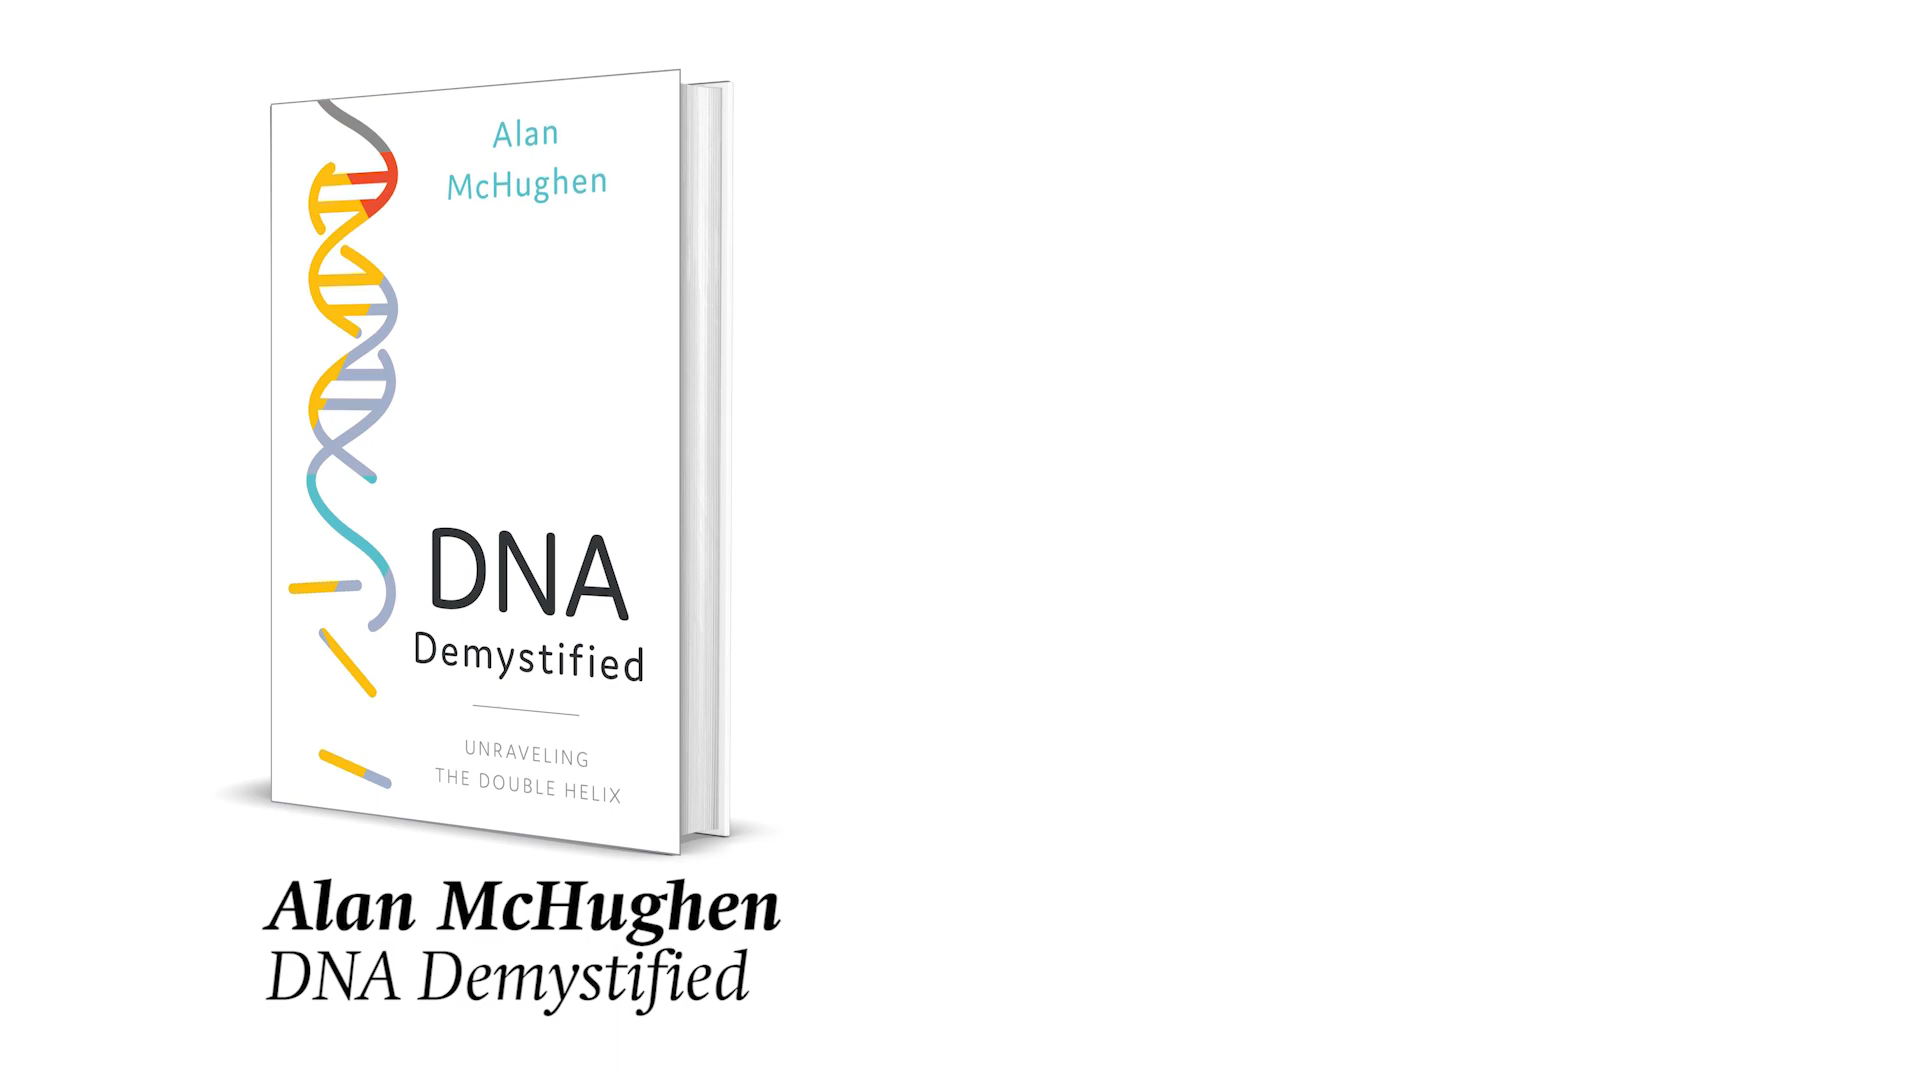 Alan
McHughen
DNA
Demystified
UNRAVELING
THE DOUBLE HELIX
Alan McHughen
DNA Demystified